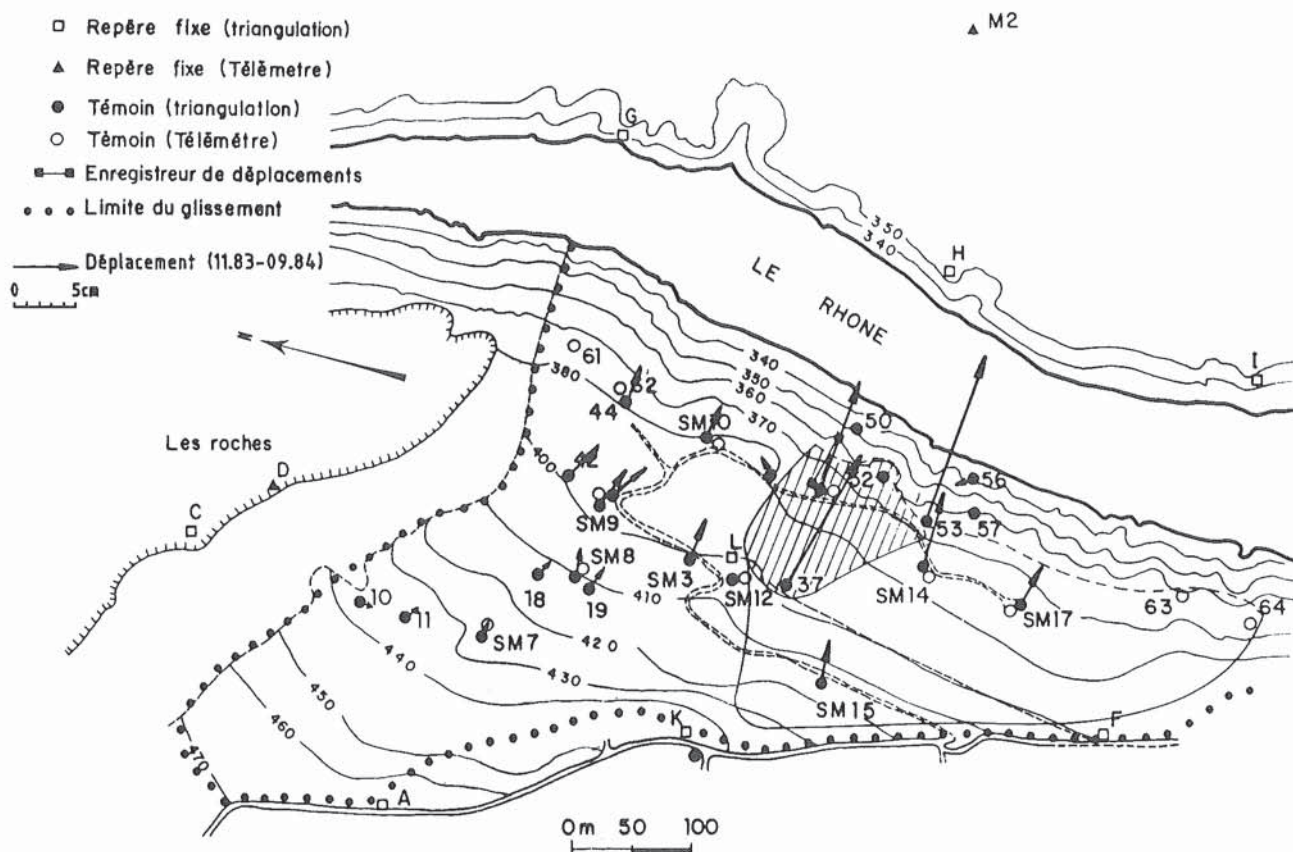 Repère fixe (triangulation)
Repère fixe (Télèmetre)
Témoin (triangulation)
Témoin (Télémétre)
Enregistreur de déplacements
Limite du glissement
Déplacement (11.83-09.84)
0 5cm
M2
G
350
340
H
I
LE RHONE
N
340
350
360
370
380
61
62
44
SM10
50
Les roches
D
C
400
42
52
56
SM9
53
57
L
SM8
SM3
SM12
37
SM14
63
64
SM17
10
11
18
19
410
SM7
420
440
430
450
SM15
460
470
K
F
A
0m 50 100